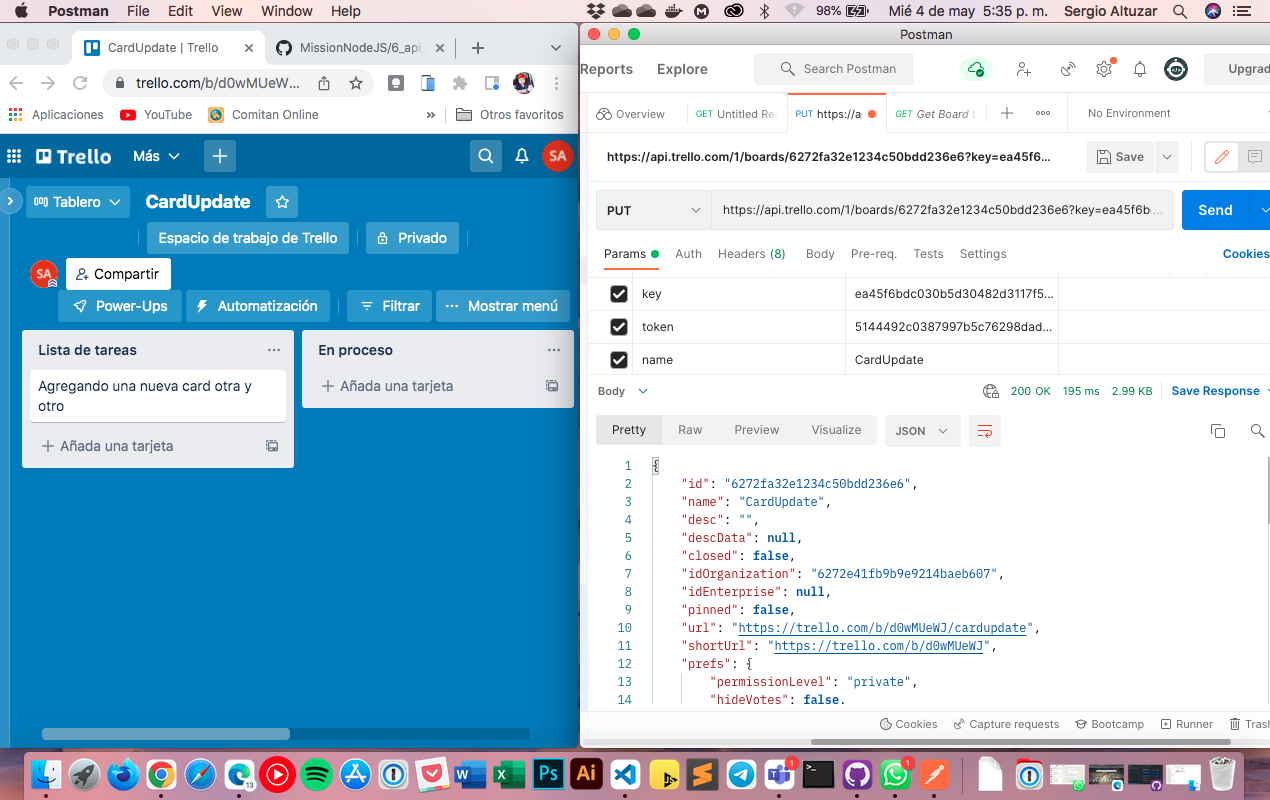 Postman File Edit View Window Help 98% Mié 4 de may 5:35 p. m. Sergio Altuzar
CardUpdate | Trello
MissionNodeJS/6_api_
trello.com/b/d0wMUeW...
Aplicaciones YouTube Comitan Online » Otros favoritos
Trello Más SA
Tablero CardUpdate
Espacio de trabajo de Trello Privado
SA Compartir
Power-Ups Automatización Filtrar ... Mostrar menú
Lista de tareas ...
Agregando una nueva card otra y
otro
+ Añada una tarjeta
En proceso ...
+ Añada una tarjeta
Postman
Reports Explore Search Postman Upgrad
Overview GET Untitled Re PUT https://a GET Get Board + ... No Environment
https://api.trello.com/1/boards/6272fa32e1234c50bdd236e6?key=ea45f6... Save
PUT https://api.trello.com/1/boards/6272fa32e1234c50bdd236e6?key=ea45f6b ... Send
Params Auth Headers (8) Body Pre-req. Tests Settings Cookies
key ea45f6bdc030b5d30482d3117f5...
token 5144492c0387997b5c76298dad...
name CardUpdate
Body 200 OK 195 ms 2.99 KB Save Response
Pretty Raw Preview Visualize JSON
1 {
2 "id": "6272fa32e1234c50bdd236e6",
3 "name": "CardUpdate",
4 "desc": "",
5 "descData": null,
6 "closed": false,
7 "idOrganization": "6272e41fb9b9e9214baeb607",
8 "idEnterprise": null,
9 "pinned": false,
10 "url": "https://trello.com/b/d0wMUeWJ/cardupdate",
11 "shortUrl": "https://trello.com/b/d0wMUeWJ",
12 "prefs": {
13 "permissionLevel": "private",
14 "hideVotes": false,
Cookies Capture requests Bootcamp Runner Trash
13 W X Ps Ai 1 1